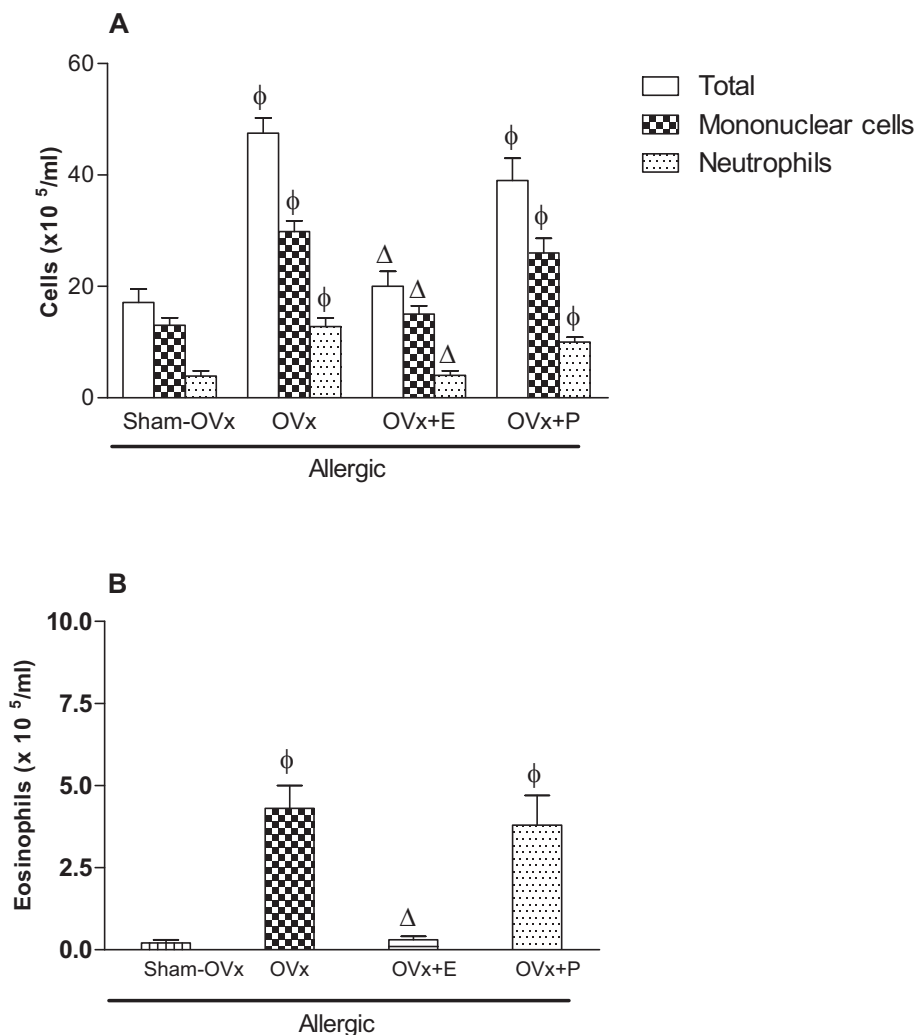 A
60
40
20
0
Cells (x10 5/ml)
ϕ
ϕ
ϕ
Δ
Δ
Δ
ϕ
ϕ
ϕ
Total
Mononuclear cells
Neutrophils
Sham-OVx OVx OVx+E OVx+P
Allergic
B
10.0
7.5
5.0
2.5
0.0
Eosinophils (x 10 5/ml)
ϕ
Δ
ϕ
Sham-OVx OVx OVx+E OVx+P
Allergic